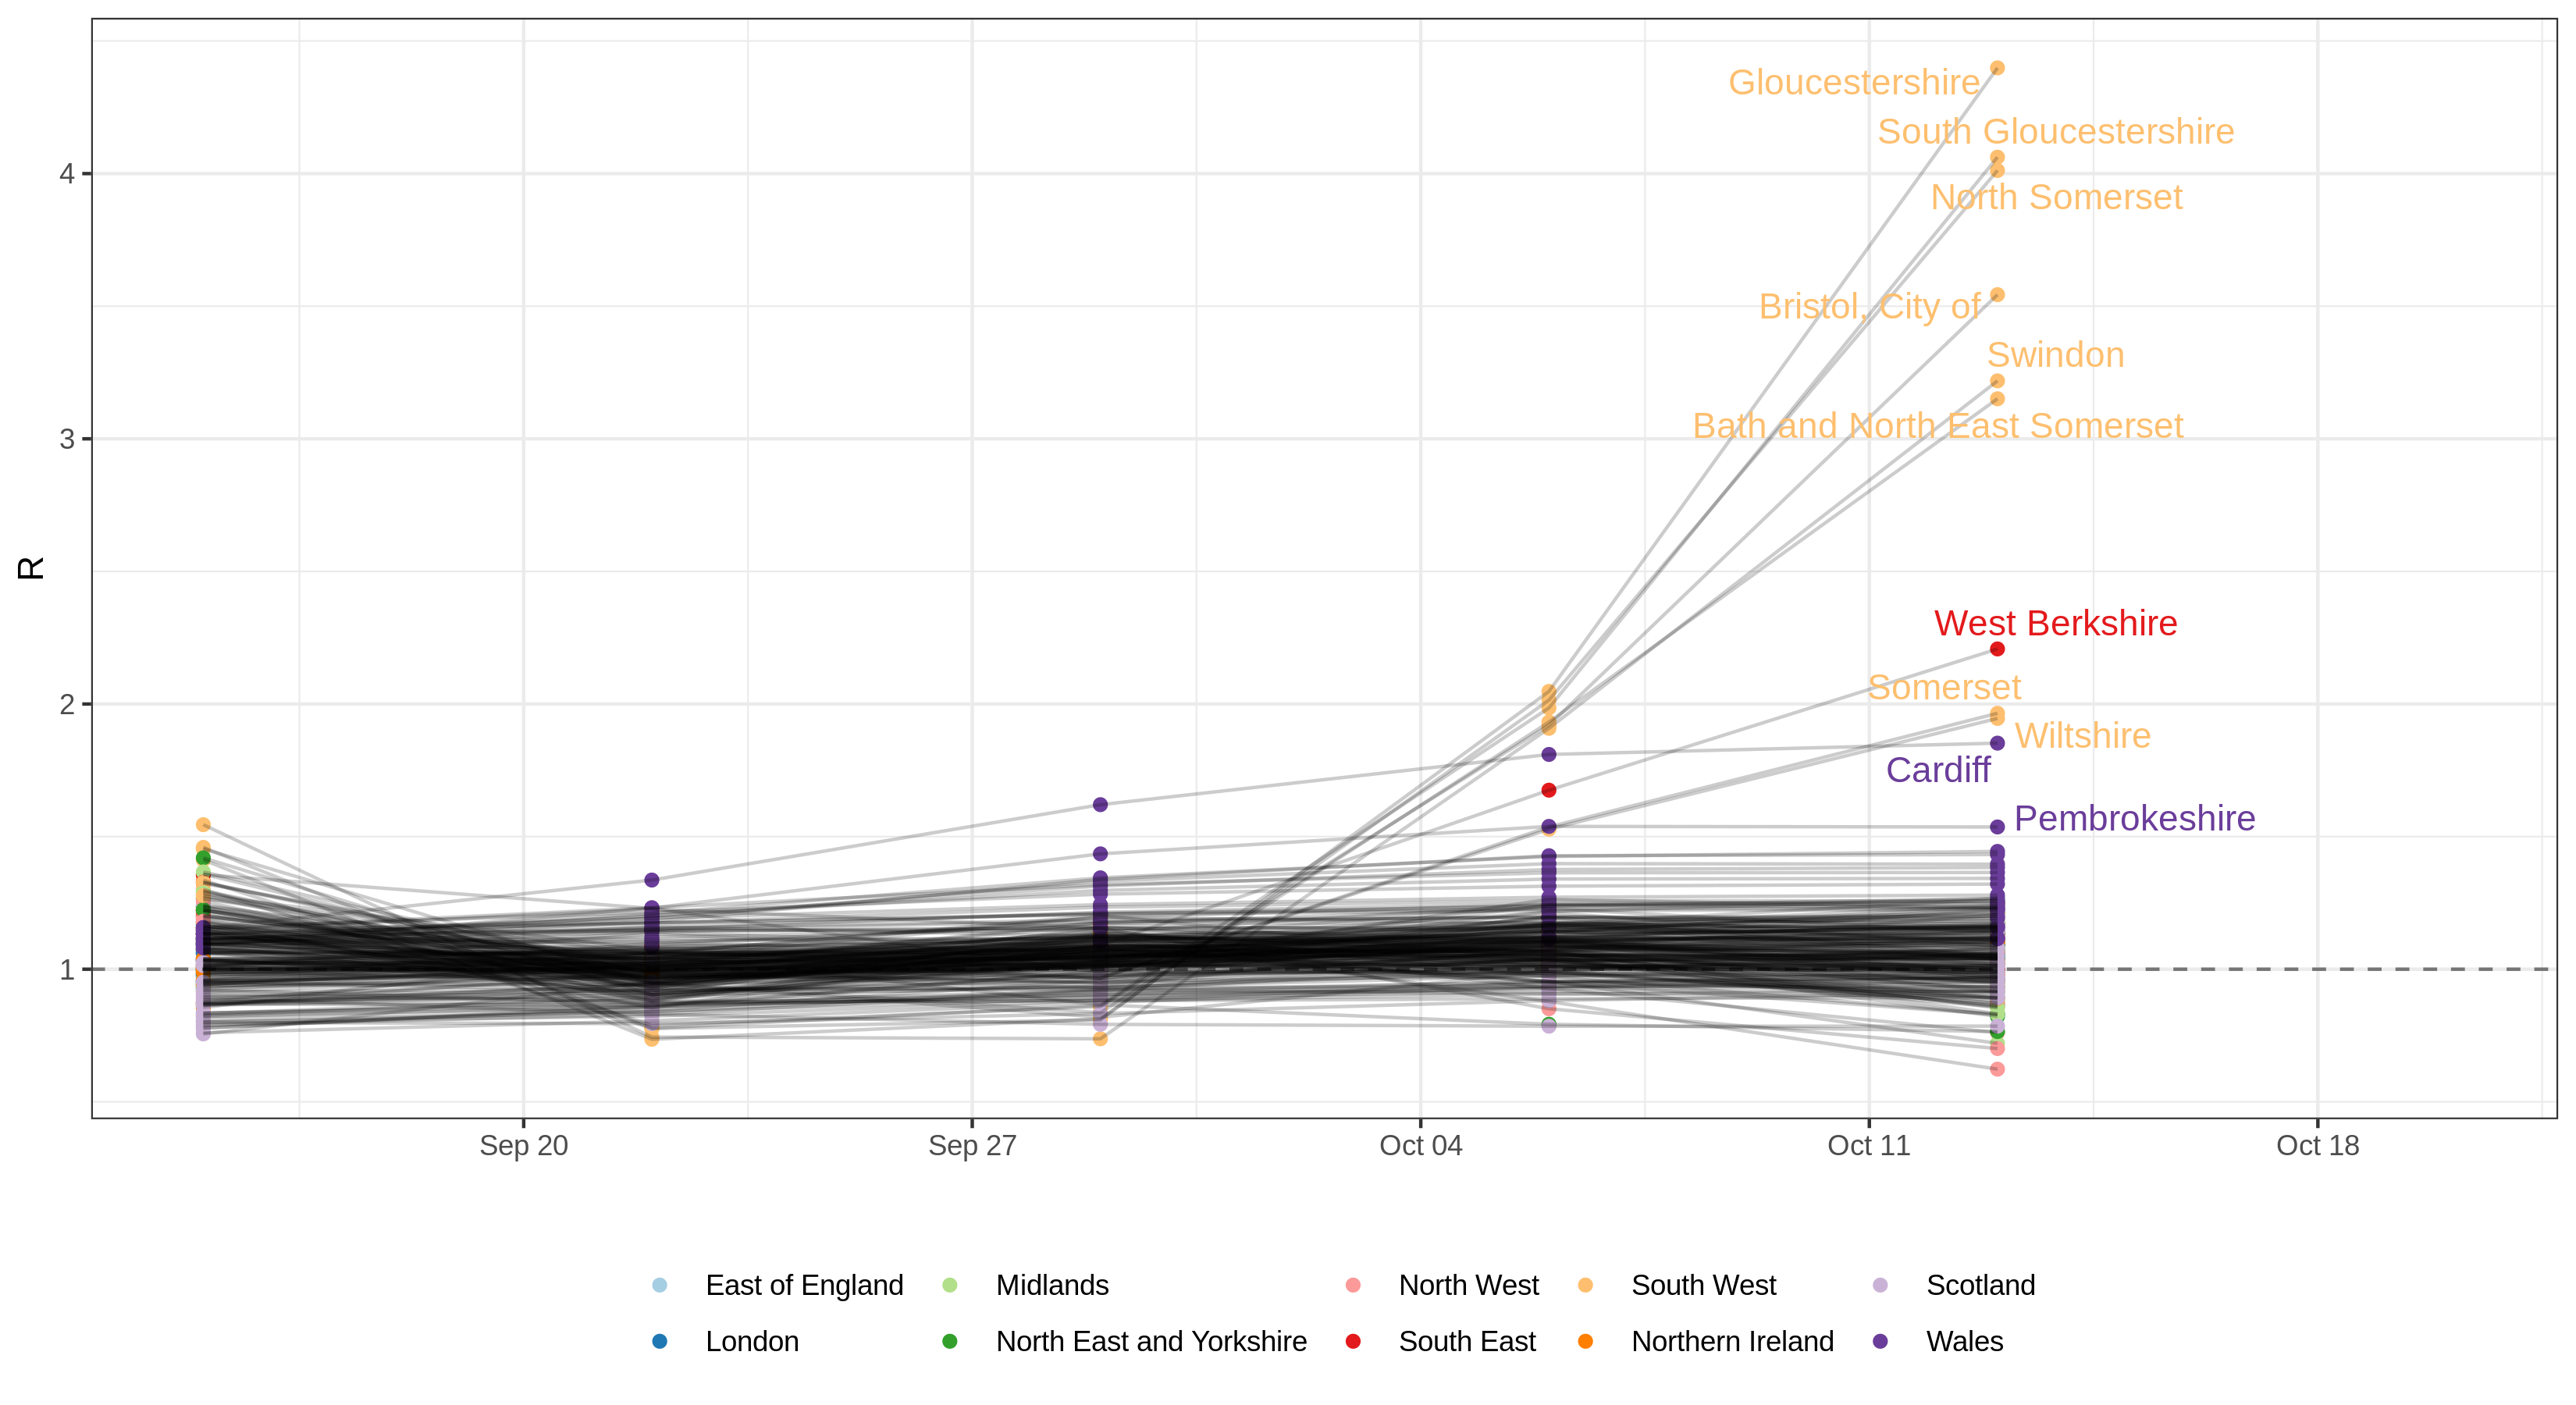 Gloucestershire
South Gloucestershire
4
North Somerset
Bristol, City of
Swindon
Bath and North East Somerset
3
R
West Berkshire
Somerset
2
Wiltshire
Cardiff
Pembrokeshire
1
Sep 20 Sep 27 Oct 04 Oct 11 Oct 18
East of England Midlands North West South West Scotland
London North East and Yorkshire South East Northern Ireland Wales